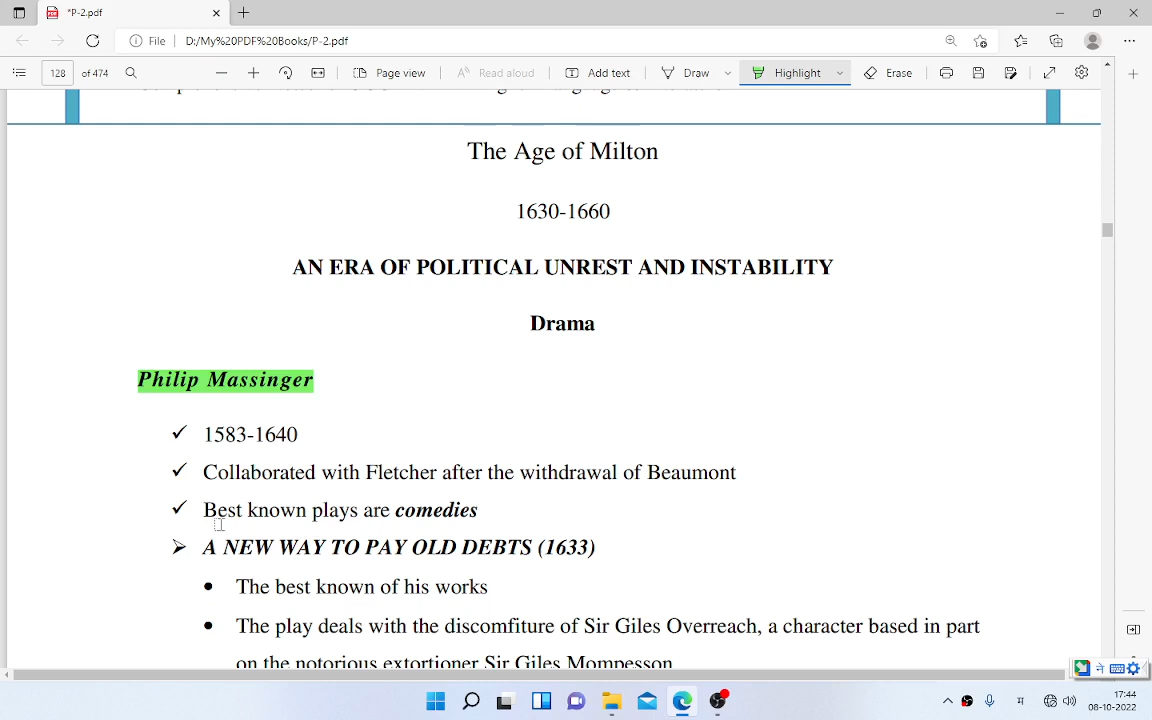 *P-2.pdf
File D:/My%20PDF%20Books/P-2.pdf
128 of 474 Page view Read aloud Add text Draw Highlight Erase
The Age of Milton
1630-1660
AN ERA OF POLITICAL UNREST AND INSTABILITY
Drama
Philip Massinger
✓ 1583-1640
✓ Collaborated with Fletcher after the withdrawal of Beaumont
✓ Best known plays are comedies
➢ A NEW WAY TO PAY OLD DEBTS (1633)
• The best known of his works
• The play deals with the discomfiture of Sir Giles Overreach, a character based in part
on the notorious extortioner Sir Giles Mompesson
17:44
08-10-2022